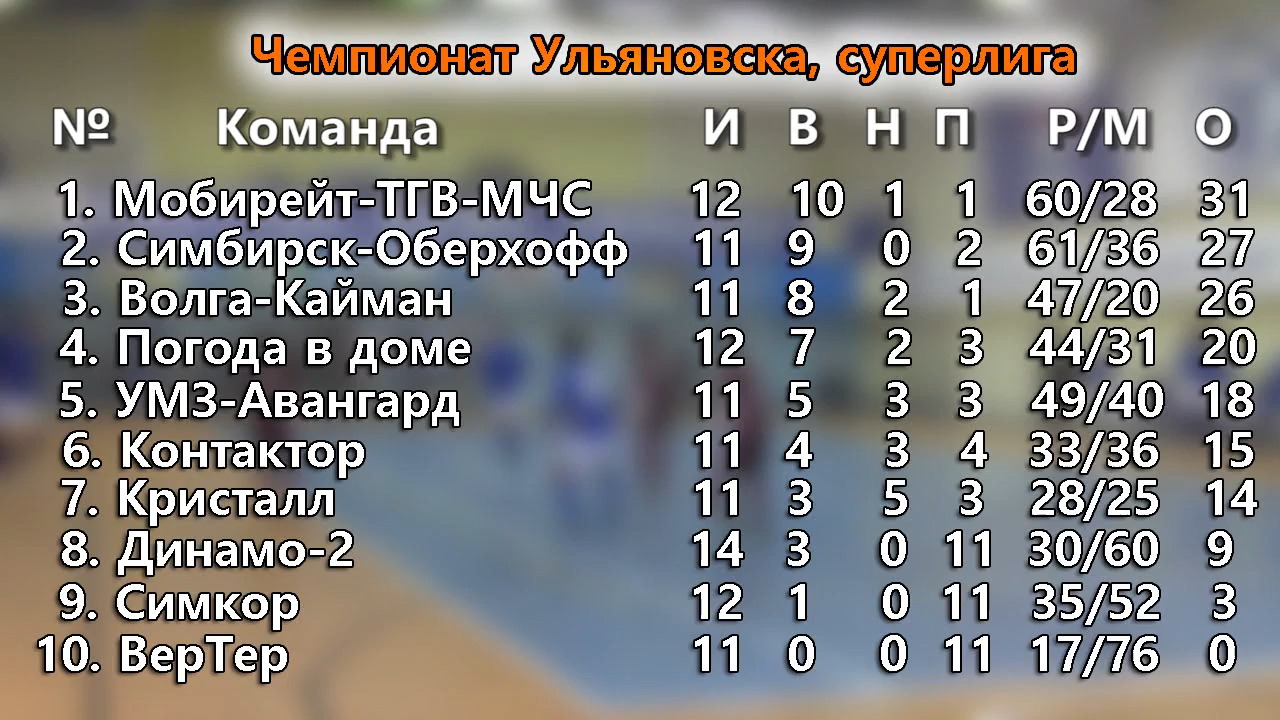 Чемпионат Ульяновска, суперлига
№ Команда И В Н П Р/М О
1. Мобирейт-ТГВ-МЧС 12 10 1 1 60/28 31
2. Симбирск-Оберхофф 11 9 0 2 61/36 27
3. Волга-Кайман 11 8 2 1 47/20 26
4. Погода в доме 12 7 2 3 44/31 20
5. УМЗ-Авангард 11 5 3 3 49/40 18
6. Контактор 11 4 3 4 33/36 15
7. Кристалл 11 3 5 3 28/25 14
8. Динамо-2 14 3 0 11 30/60 9
9. Симкор 12 1 0 11 35/52 3
10. ВерТер 11 0 0 11 17/76 0